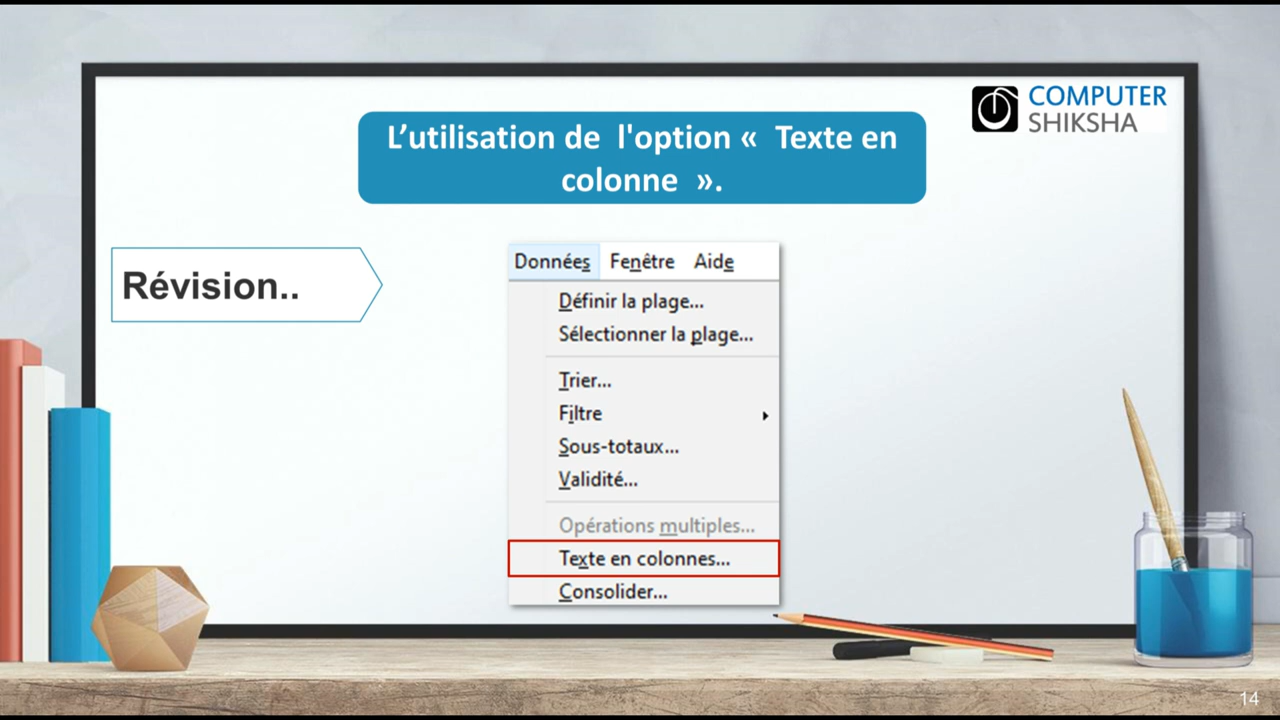 COMPUTER
SHIKSHA
L’utilisation de l'option « Texte en
colonne ».
Révision..
Données Fenêtre Aide
Définir la plage...
Sélectionner la plage...
Trier...
Filtre
Sous-totaux...
Validité...
Opérations multiples...
Texte en colonnes...
Consolider...
14